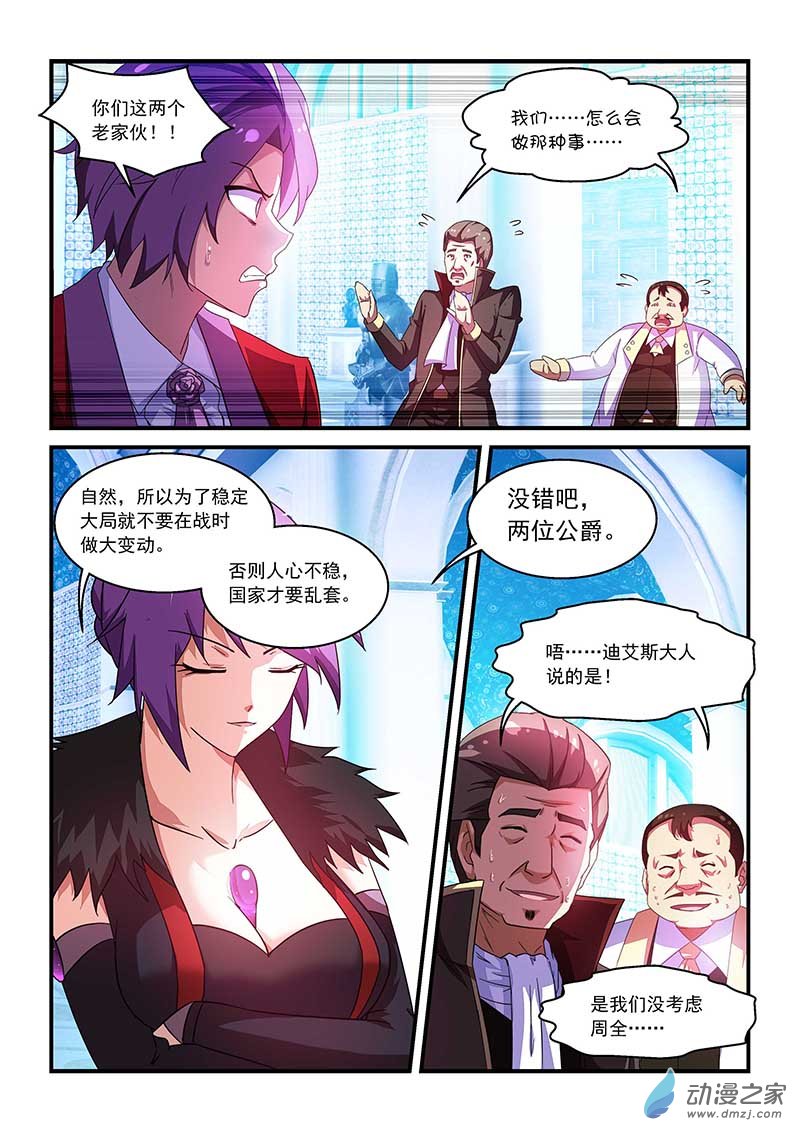 你们这两个
老家伙！！
我们……怎么会
做那种事……
自然，所以为了稳定
大局就不要在战时
做大变动。
否则人心不稳，
国家才要乱套。
没错吧，
两位公爵。
唔……迪艾斯大人
说的是！
是我们没考虑
周全……
动漫之家
www.dmzj.com